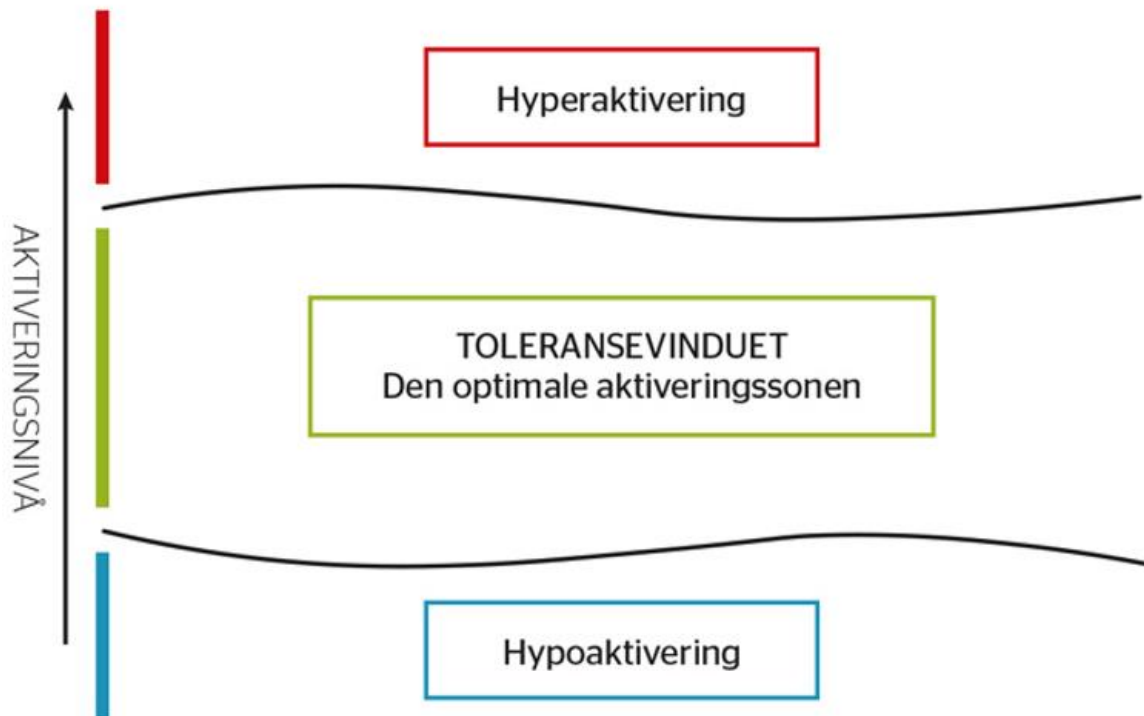 Hyperaktivering
AKTIVERINGSNIVÅ
TOLERANSEVINDUET
Den optimale aktiveringssonen
Hypoaktivering